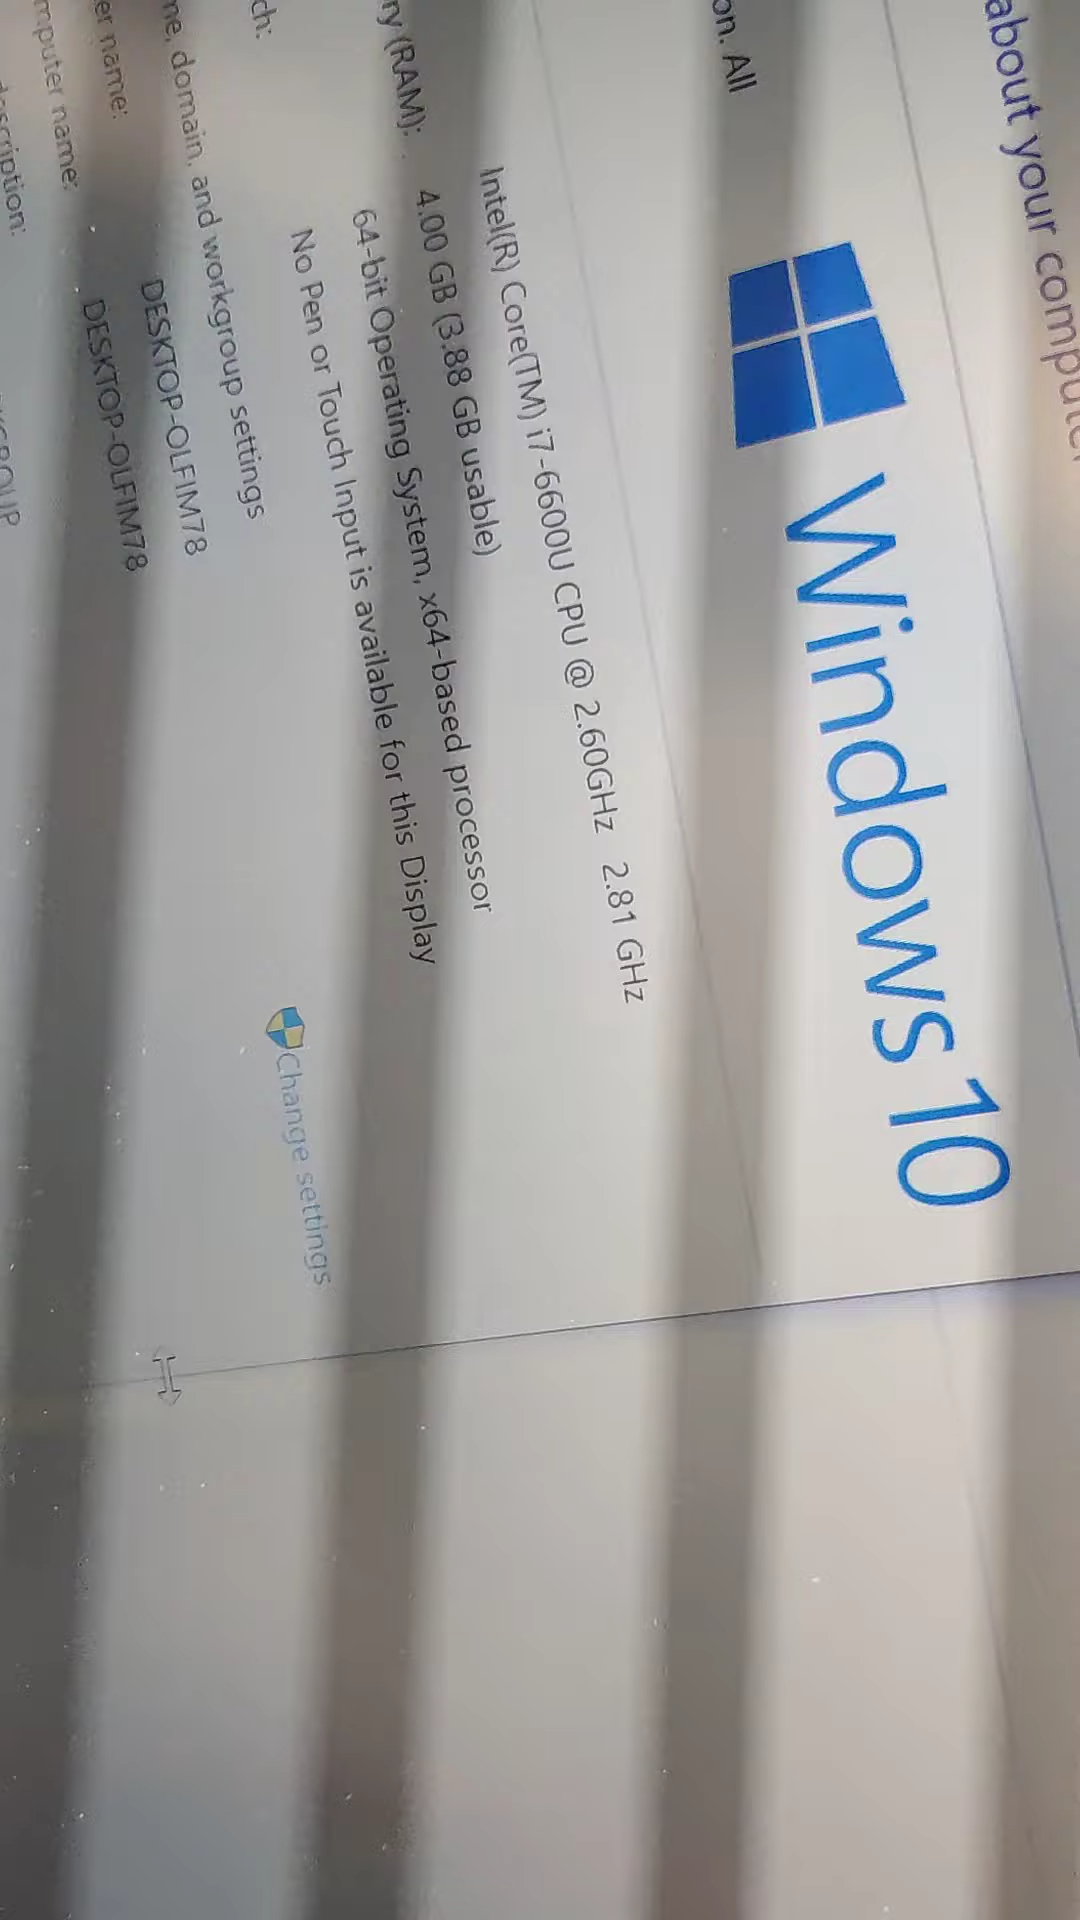 about your computer
on. All
Windows 10
Intel(R) Core(TM) i7-6600U CPU @ 2.60GHz 2.81 GHz
ry (RAM): 4.00 GB (3.88 GB usable)
64-bit Operating System, x64-based processor
ch: No Pen or Touch Input is available for this Display
me, domain, and workgroup settings
er name: DESKTOP-OLFIM78
Change settings
mputer name: DESKTOP-OLFIM78
description: